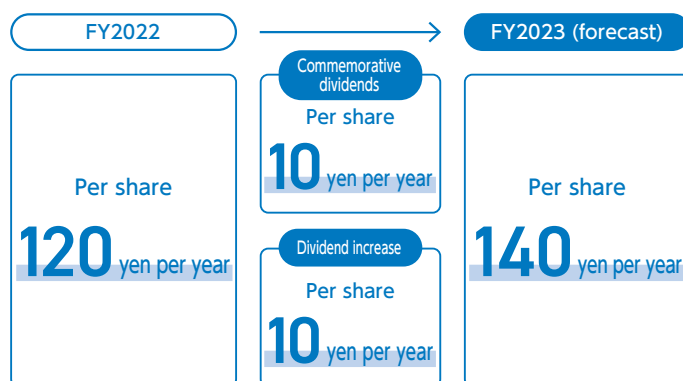 FY2022
FY2023 (forecast)
Per share
120 yen per year
Commemorative
dividends
Per share
10 yen per year
Dividend increase
Per share
10 yen per year
Per share
140 yen per year